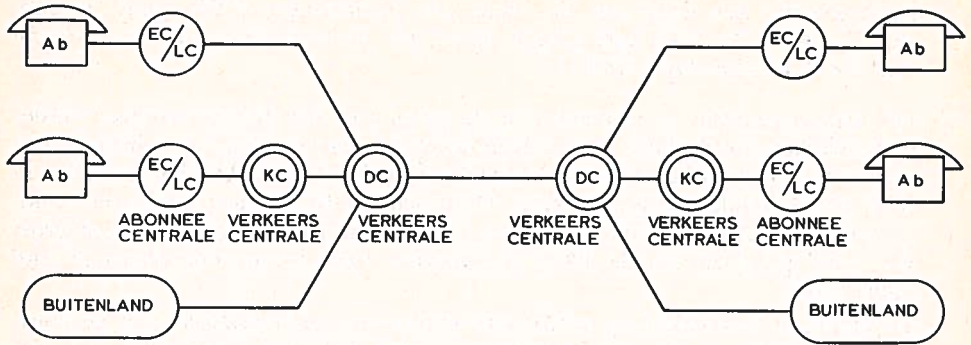 Ab
EC/LC
EC/LC
Ab
Ab
EC/LC
KC
DC
DC
KC
EC/LC
Ab
ABONNEE
CENTRALE
VERKEERS
CENTRALE
VERKEERS
CENTRALE
VERKEERS
CENTRALE
VERKEERS
CENTRALE
ABONNEE
CENTRALE
BUITENLAND
BUITENLAND